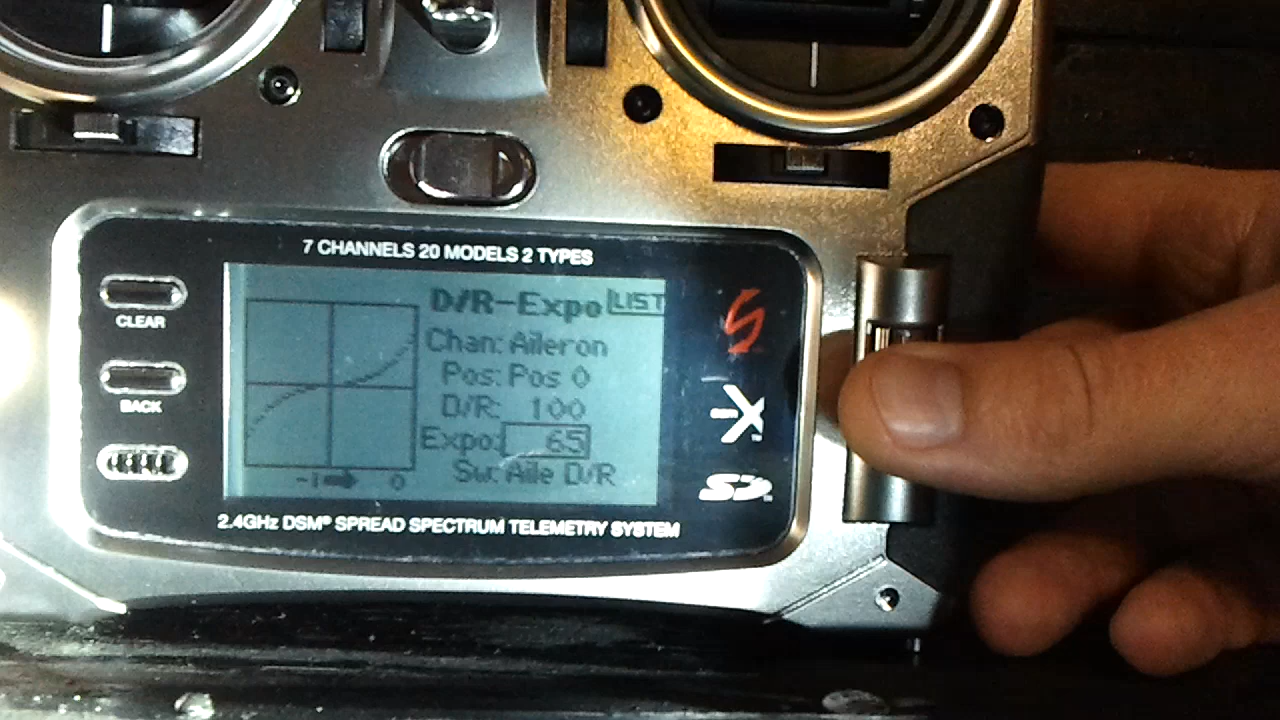 7 CHANNELS 20 MODELS 2 TYPES
CLEAR
BACK
D/R-Expo LIST
Chan: Aileron
Pos: Pos 0
D/R: 100
Expo: 65
Sw: Aile D/R
-1 0
S
X
SD
2.4GHz DSM® SPREAD SPECTRUM TELEMETRY SYSTEM